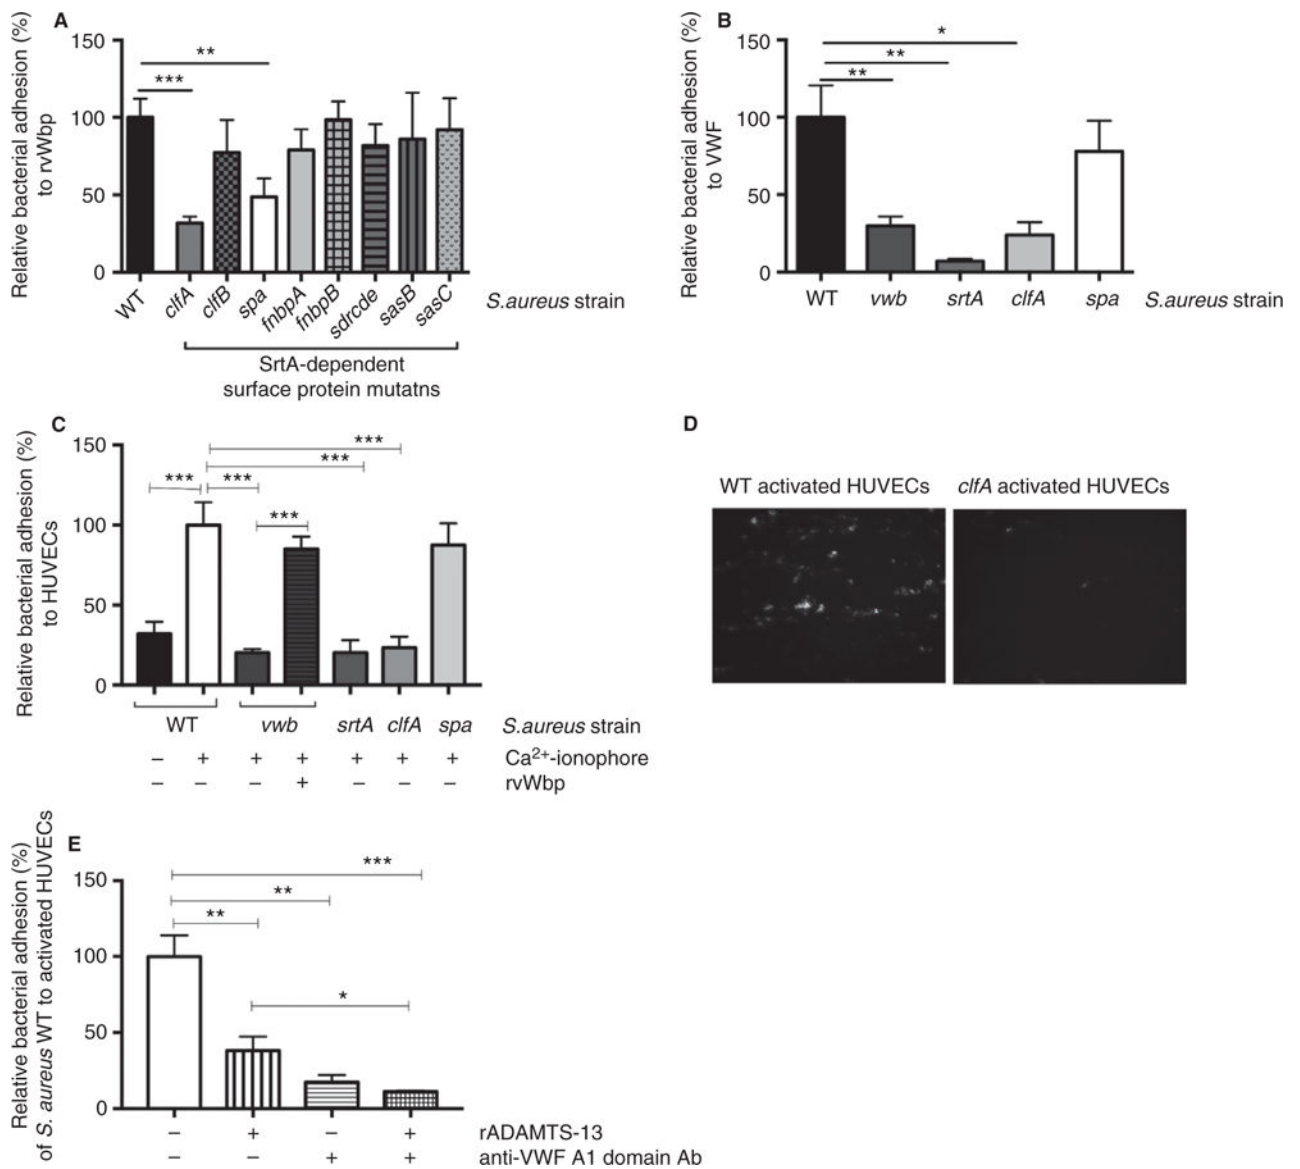 A
Relative bacterial adhesion (%)
to rvWbp
150
100
50
0
**
***
WT
clfA
clfB
spa
fnbpA
fnbpB
sdrcde
sasB
sasC
S.aureus strain
SrtA-dependent
surface protein mutatns
B
Relative bacterial adhesion (%)
to VWF
150
100
50
0
*
**
**
WT
vwb
srtA
clfA
spa
S.aureus strain
C
Relative bacterial adhesion (%)
to HUVECs
150
100
50
0
***
***
***
***
***
WT
vwb
srtA
clfA
spa
S.aureus strain
– + + + + + + Ca2+-ionophore
– – – + – – – rvWbp
D
WT activated HUVECs
clfA activated HUVECs
E
Relative bacterial adhesion (%)
of S. aureus WT to activated HUVECs
150
100
50
0
***
**
**
*
– + – + rADAMTS-13
– – + + anti-VWF A1 domain Ab